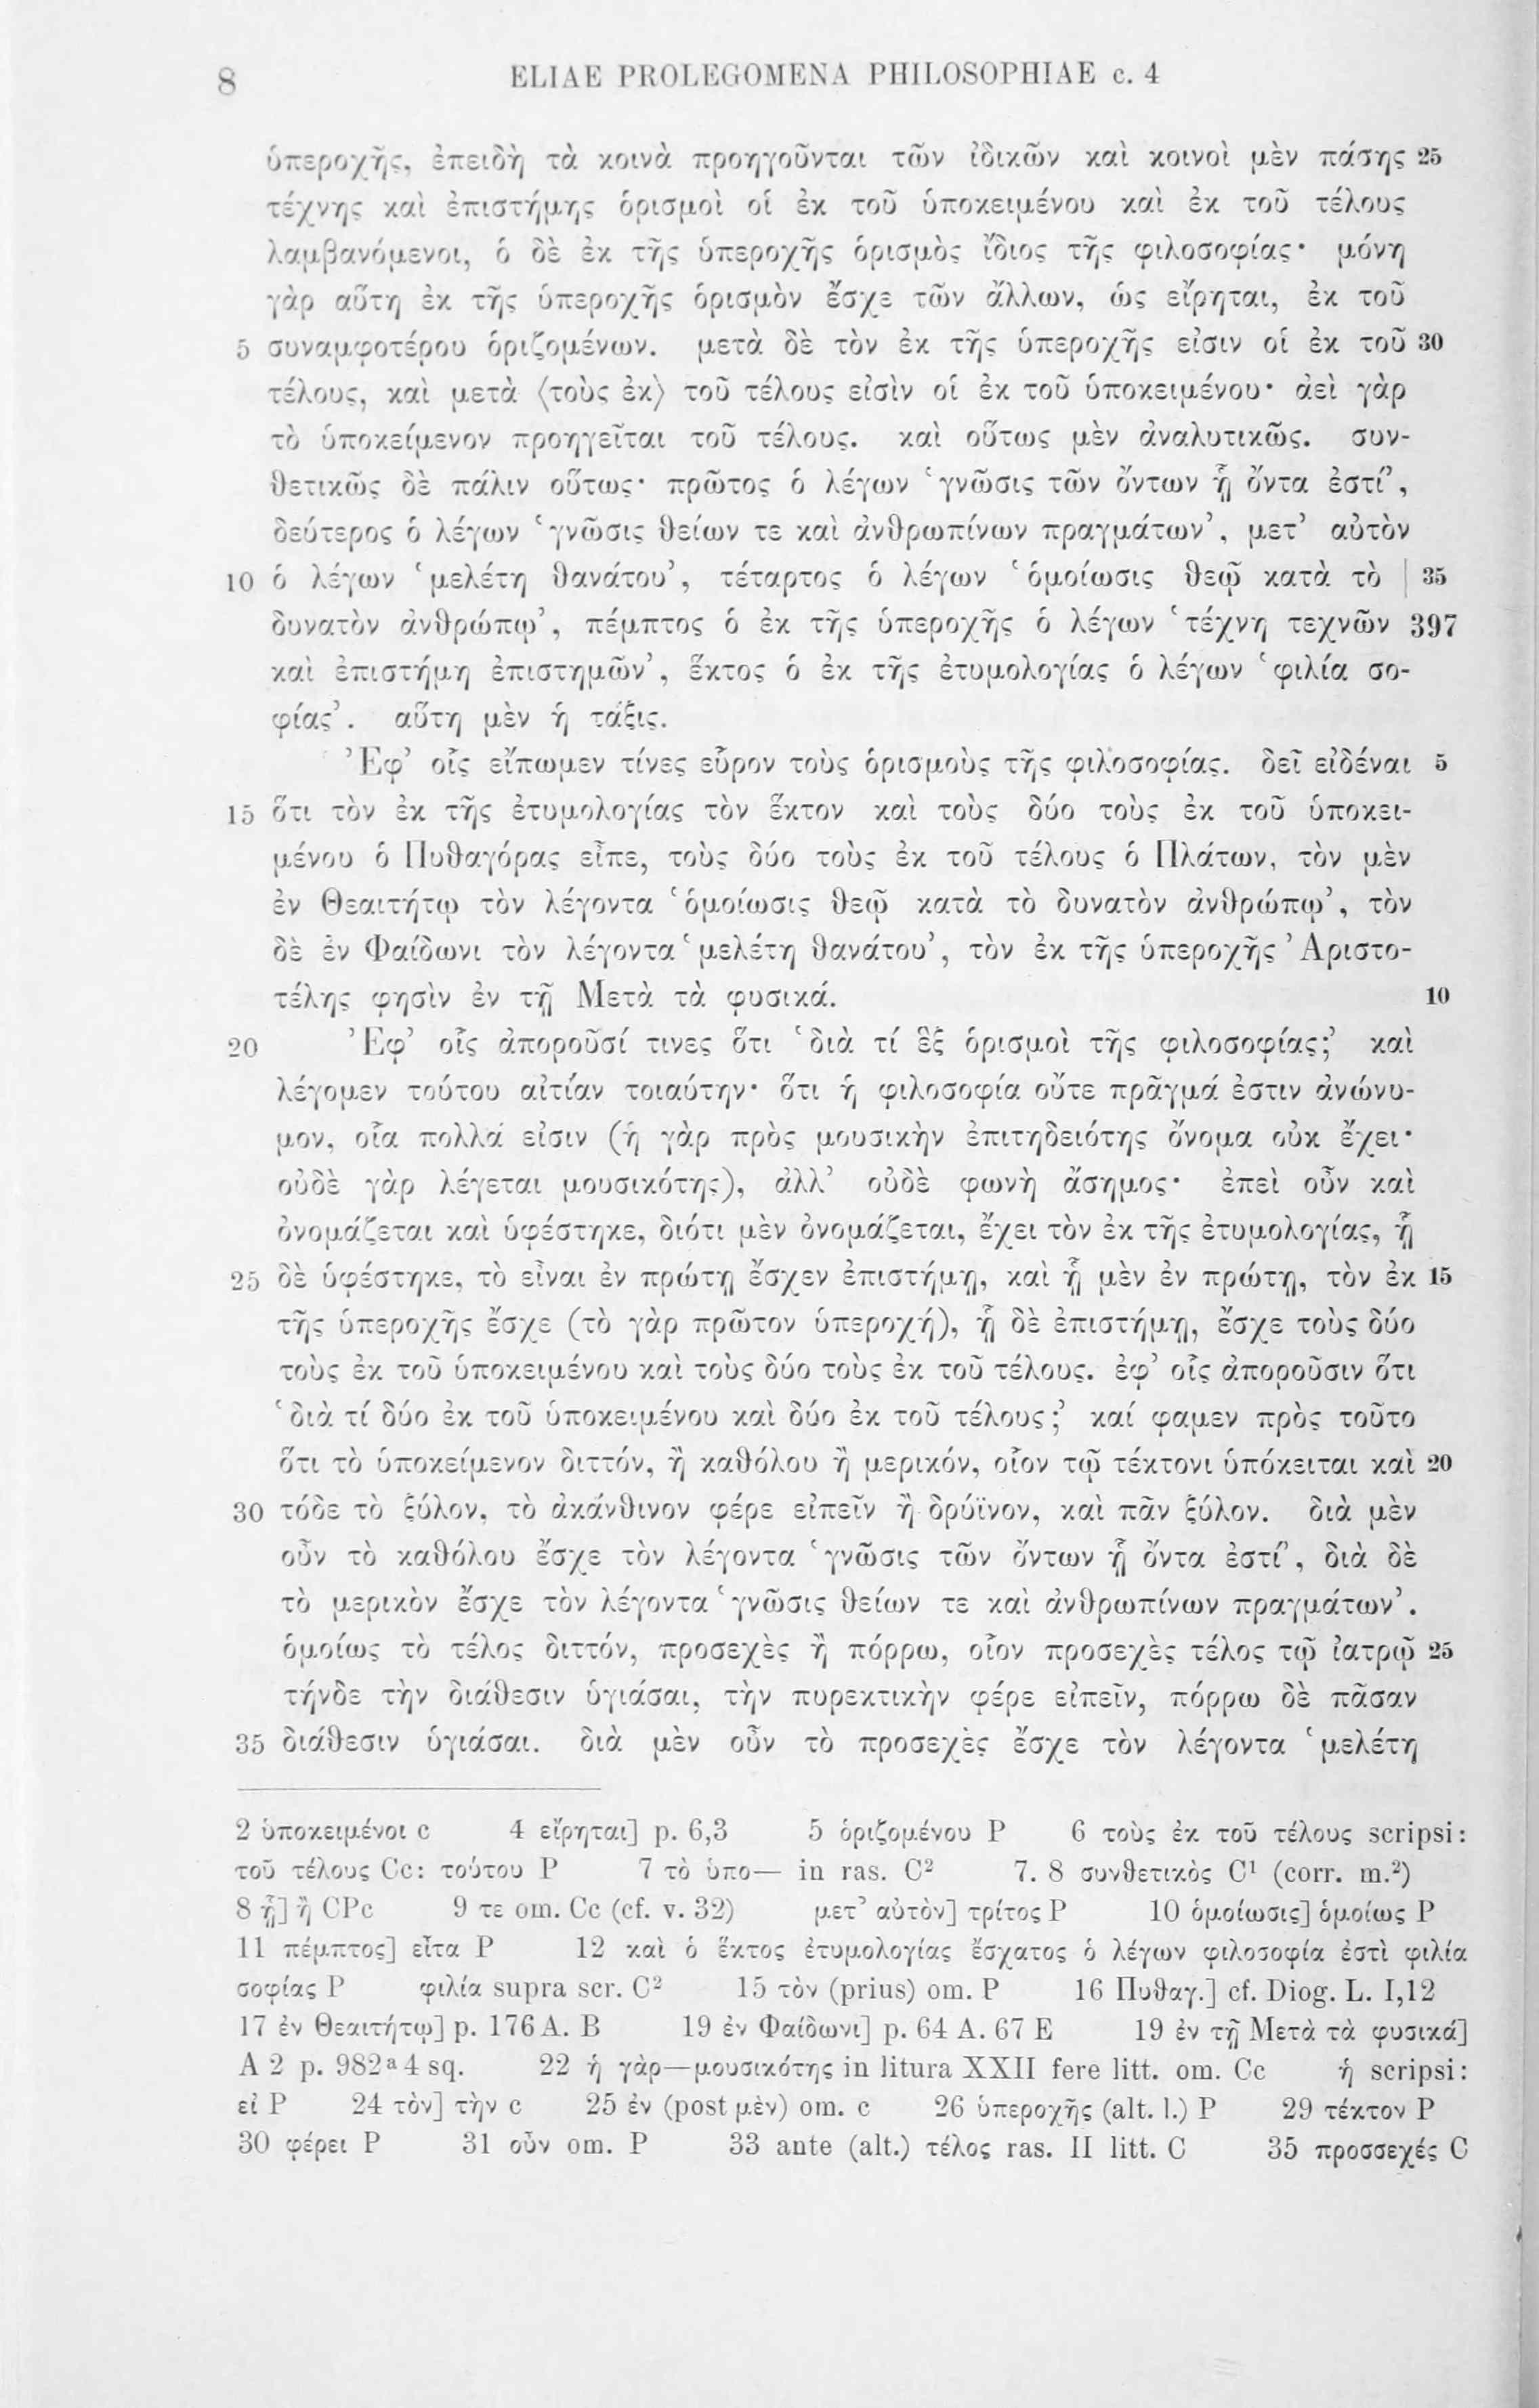 8 ELIAE PROLEGOMENA PHILOSOPHIAE c. 4
ὑπεροχῆς, ἐπειδὴ τὰ κοινὰ προηγοῦνται τῶν ἰδικῶν καὶ κοινοὶ μὲν πάσης 25
τέχνης καὶ ἐπιστήμης ὁρισμοὶ οἱ ἐκ τοῦ ὑποκειμένου καὶ ἐκ τοῦ τέλους
λαμβανόμενοι, ὁ δὲ ἐκ τῆς ὑπεροχῆς ὁρισμὸς ἴδιος τῆς φιλοσοφίας· μόνη
γὰρ αὕτη ἐκ τῆς ὑπεροχῆς ὁρισμὸν ἔσχε τῶν ἄλλων, ὡς εἴρηται, ἐκ τοῦ
5 συναμφοτέρου ὁριζομένων. μετὰ δὲ τὸν ἐκ τῆς ὑπεροχῆς εἰσιν οἱ ἐκ τοῦ 30
τέλους, καὶ μετὰ ⟨τοὺς ἐκ⟩ τοῦ τέλους εἰσὶν οἱ ἐκ τοῦ ὑποκειμένου· ἀεὶ γὰρ
τὸ ὑποκείμενον προηγεῖται τοῦ τέλους. καὶ οὕτως μὲν ἀναλυτικῶς. συν-
θετικῶς δὲ πάλιν οὕτως· πρῶτος ὁ λέγων ‘γνῶσις τῶν ὄντων ᾗ ὄντα ἐστί’,
δεύτερος ὁ λέγων ‘γνῶσις θείων τε καὶ ἀνθρωπίνων πραγμάτων’, μετ’ αὐτὸν
10 ὁ λέγων ‘μελέτη θανάτου’, τέταρτος ὁ λέγων ‘ὁμοίωσις θεῷ κατὰ τὸ | 35
δυνατὸν ἀνθρώπῳ’, πέμπτος ὁ ἐκ τῆς ὑπεροχῆς ὁ λέγων ‘τέχνη τεχνῶν 397
καὶ ἐπιστήμη ἐπιστημῶν’, ἕκτος ὁ ἐκ τῆς ἐτυμολογίας ὁ λέγων ‘φιλία σο-
φίας’. αὕτη μὲν ἡ τάξις.
Ἐφ’ οἷς εἴπωμεν τίνες εὗρον τοὺς ὁρισμοὺς τῆς φιλοσοφίας. δεῖ εἰδέναι 5
15 ὅτι τὸν ἐκ τῆς ἐτυμολογίας τὸν ἕκτον καὶ τοὺς δύο τοὺς ἐκ τοῦ ὑποκει-
μένου ὁ Πυθαγόρας εἶπε, τοὺς δύο τοὺς ἐκ τοῦ τέλους ὁ Πλάτων, τὸν μὲν
ἐν Θεαιτήτῳ τὸν λέγοντα ‘ὁμοίωσις θεῷ κατὰ τὸ δυνατὸν ἀνθρώπῳ’, τὸν
δὲ ἐν Φαίδωνι τὸν λέγοντα ‘μελέτη θανάτου’, τὸν ἐκ τῆς ὑπεροχῆς Ἀριστο-
τέλης φησὶν ἐν τῇ Μετὰ τὰ φυσικά. 10
20 Ἐφ’ οἷς ἀποροῦσί τινες ὅτι ‘διὰ τί ἓξ ὁρισμοὶ τῆς φιλοσοφίας;’ καὶ
λέγομεν τούτου αἰτίαν τοιαύτην· ὅτι ἡ φιλοσοφία οὔτε πρᾶγμά ἐστιν ἀνώνυ-
μον, οἷα πολλά εἰσιν (ἡ γὰρ πρὸς μουσικὴν ἐπιτηδειότης ὄνομα οὐκ ἔχει·
οὐδὲ γὰρ λέγεται μουσικότης), ἀλλ’ οὐδὲ φωνὴ ἄσημος· ἐπεὶ οὖν καὶ
ὀνομάζεται καὶ ὑφέστηκε, διότι μὲν ὀνομάζεται, ἔχει τὸν ἐκ τῆς ἐτυμολογίας, ᾗ
25 δὲ ὑφέστηκε, τὸ εἶναι ἐν πρώτῃ ἔσχεν ἐπιστήμῃ, καὶ ᾗ μὲν ἐν πρώτῃ, τὸν ἐκ 15
τῆς ὑπεροχῆς ἔσχε (τὸ γὰρ πρῶτον ὑπεροχή), ᾗ δὲ ἐπιστήμῃ, ἔσχε τοὺς δύο
τοὺς ἐκ τοῦ ὑποκειμένου καὶ τοὺς δύο τοὺς ἐκ τοῦ τέλους. ἐφ’ οἷς ἀποροῦσιν ὅτι
‘διὰ τί δύο ἐκ τοῦ ὑποκειμένου καὶ δύο ἐκ τοῦ τέλους;’ καί φαμεν πρὸς τοῦτο
ὅτι τὸ ὑποκείμενον διττόν, ἢ καθόλου ἢ μερικόν, οἷον τῷ τέκτονι ὑπόκειται καὶ 20
30 τόδε τὸ ξύλον, τὸ ἀκάνθινον φέρε εἰπεῖν ἢ δρύϊνον, καὶ πᾶν ξύλον. διὰ μὲν
οὖν τὸ καθόλου ἔσχε τὸν λέγοντα ‘γνῶσις τῶν ὄντων ᾗ ὄντα ἐστί’, διὰ δὲ
τὸ μερικὸν ἔσχε τὸν λέγοντα ‘γνῶσις θείων τε καὶ ἀνθρωπίνων πραγμάτων’.
ὁμοίως τὸ τέλος διττόν, προσεχὲς ἢ πόρρω, οἷον προσεχὲς τέλος τῷ ἰατρῷ 25
τήνδε τὴν διάθεσιν ὑγιάσαι, τὴν πυρεκτικὴν φέρε εἰπεῖν, πόρρω δὲ πᾶσαν
35 διάθεσιν ὑγιάσαι. διὰ μὲν οὖν τὸ προσεχὲς ἔσχε τὸν λέγοντα ‘μελέτη
2 ὑποκειμένοι c 4 εἴρηται] p. 6,3 5 ὁριζομένου P 6 τοὺς ἐκ τοῦ τέλους scripsi:
τοῦ τέλους Cc: τούτου P 7 τὸ ὑπο— in ras. C² 7. 8 συνθετικὸς C¹ (corr. m.²)
8 ᾗ] ἢ CPc 9 τε om. Cc (cf. v. 32) μετ’ αὐτὸν] τρίτος P 10 ὁμοίωσις] ὁμοίως P
11 πέμπτος] εἶτα P 12 καὶ ὁ ἕκτος ἐτυμολογίας ἔσχατος ὁ λέγων φιλοσοφία ἐστὶ φιλία
σοφίας P φιλία supra scr. C² 15 τὸν (prius) om. P 16 Πυθαγ.] cf. Diog. L. I,12
17 ἐν Θεαιτήτῳ] p. 176 A. B 19 ἐν Φαίδωνι] p. 64 A. 67 E 19 ἐν τῇ Μετὰ τὰ φυσικά]
A 2 p. 982ᵃ4 sq. 22 ἡ γὰρ—μουσικότης in litura XXII fere litt. om. Cc ἡ scripsi:
εἰ P 24 τὸν] τὴν c 25 ἐν (post μὲν) om. c 26 ὑπεροχῆς (alt. l.) P 29 τέκτον P
30 φέρει P 31 οὖν om. P 33 ante (alt.) τέλος ras. II litt. C 35 προσσεχές C